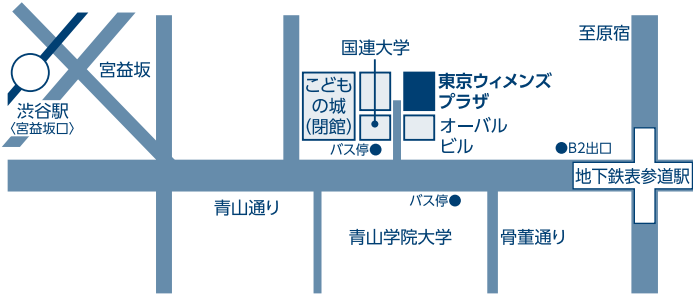 至原宿
国連大学
宮益坂
こども
の城
(閉館)
東京ウィメンズ
プラザ
渋谷駅
〈宮益坂口〉
オーバル
ビル
バス停
B2出口
地下鉄表参道駅
バス停
青山通り
青山学院大学
骨董通り